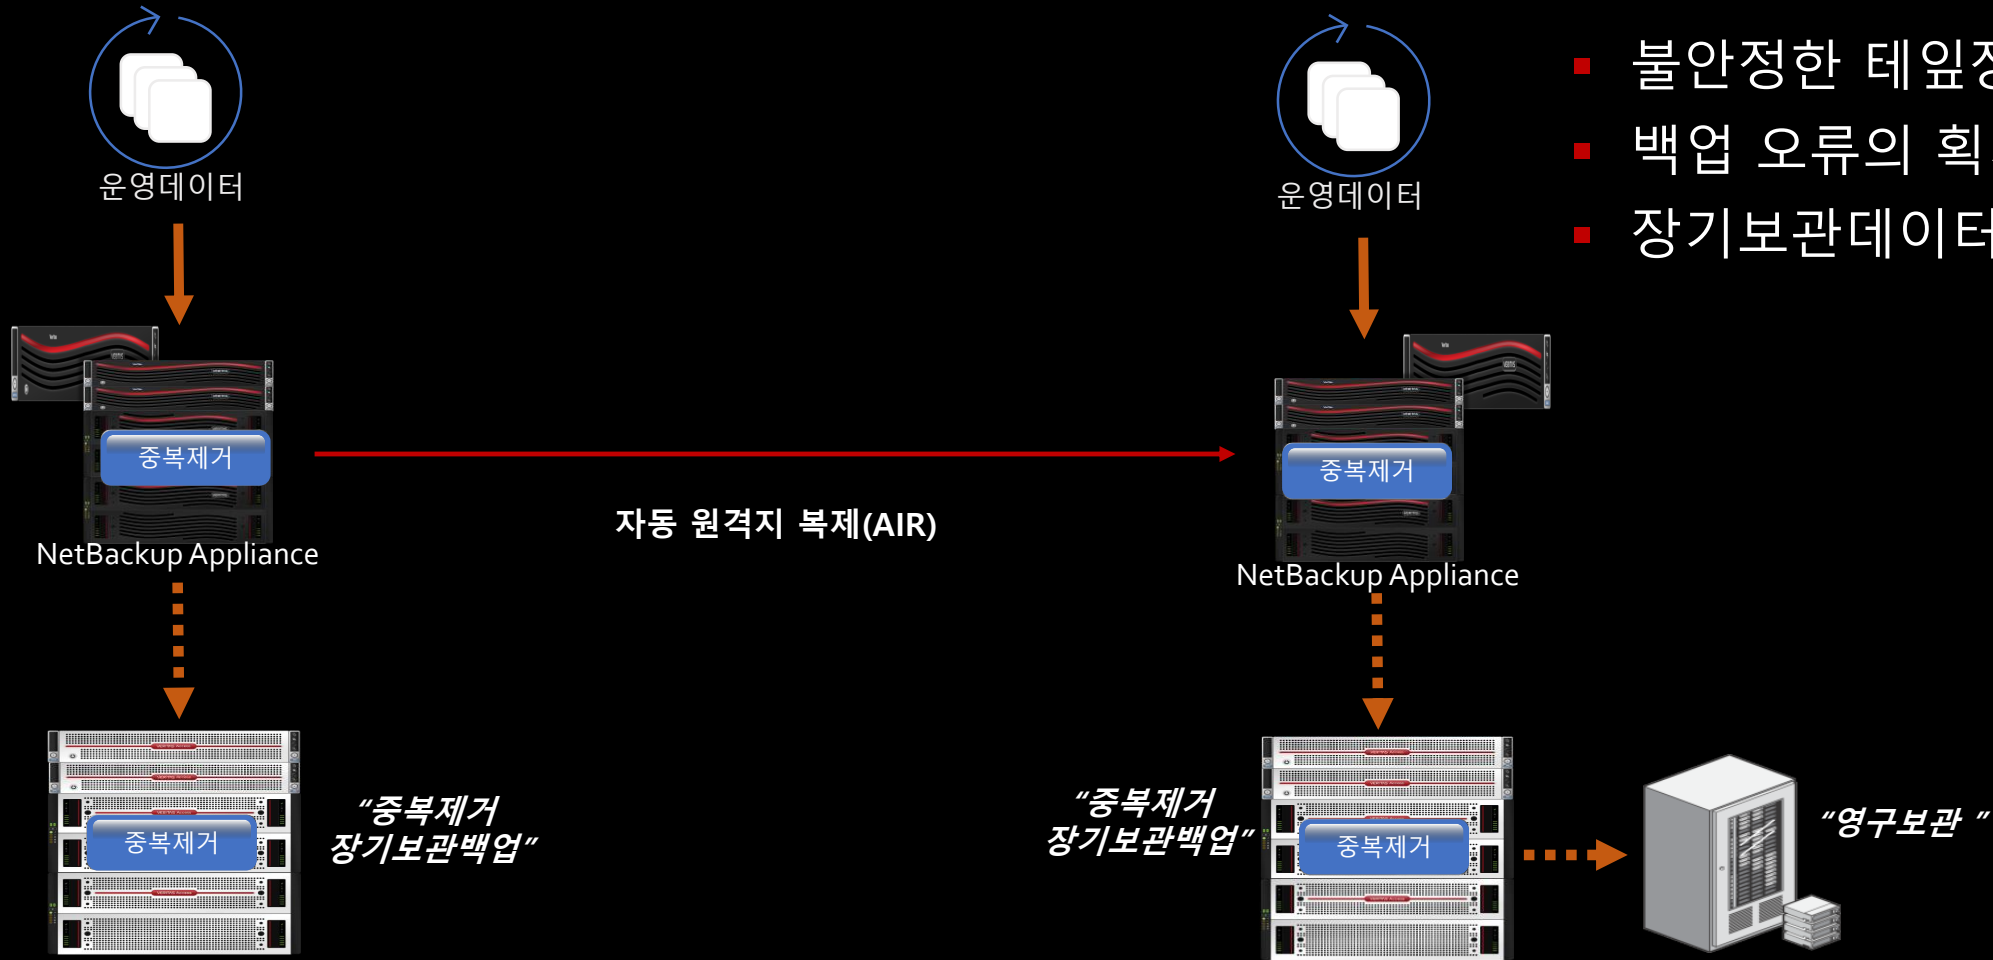 운영데이터
중복제거
NetBackup Appliance
자동 원격지 복제(AIR)
중복제거
“중복제거
장기보관백업”
운영데이터
중복제거
NetBackup Appliance
“중복제거
장기보관백업”
중복제거
“영구보관 ”
불안정한
백업 오류의
장기보관데이터